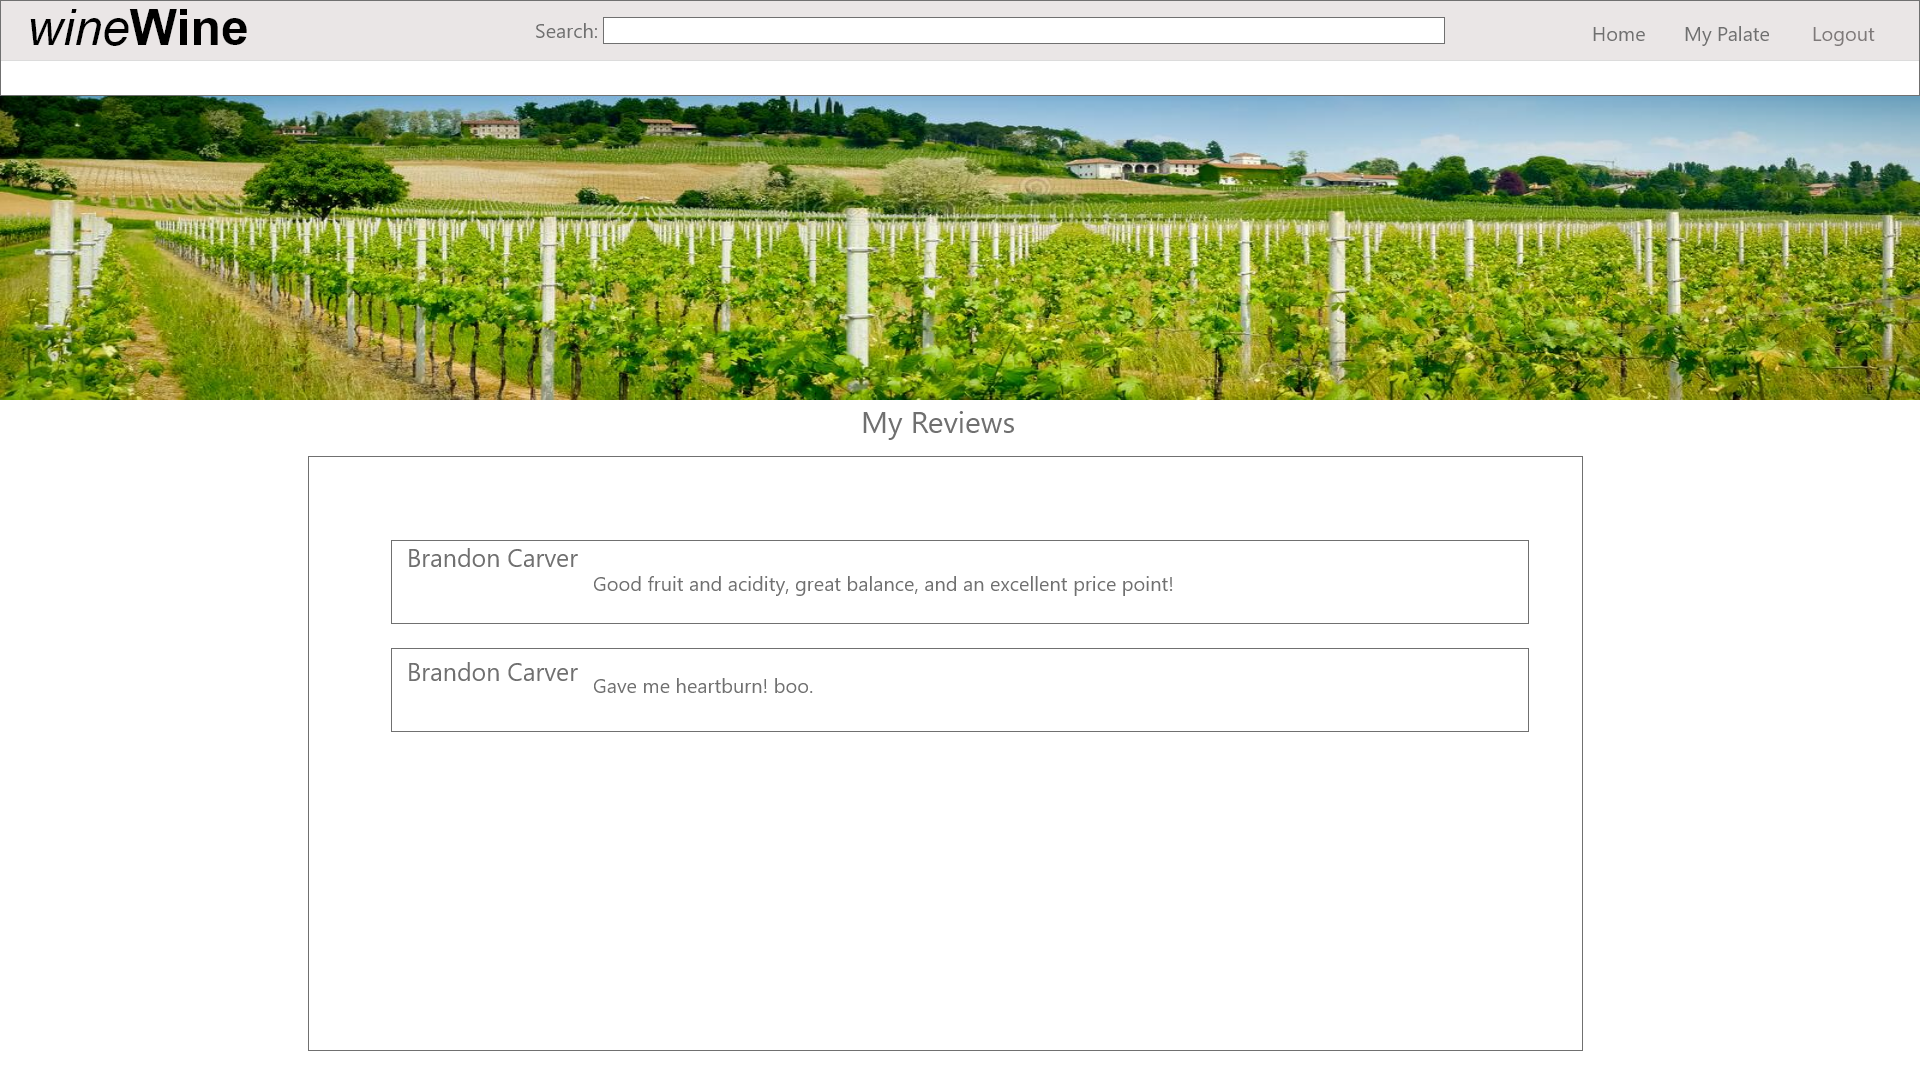 wineWine
Search:
Home
My Palate
Logout
My Reviews
Brandon Carver
Good fruit and acidity, great balance, and an excellent price point!
Brandon Carver
Gave me heartburn! boo.